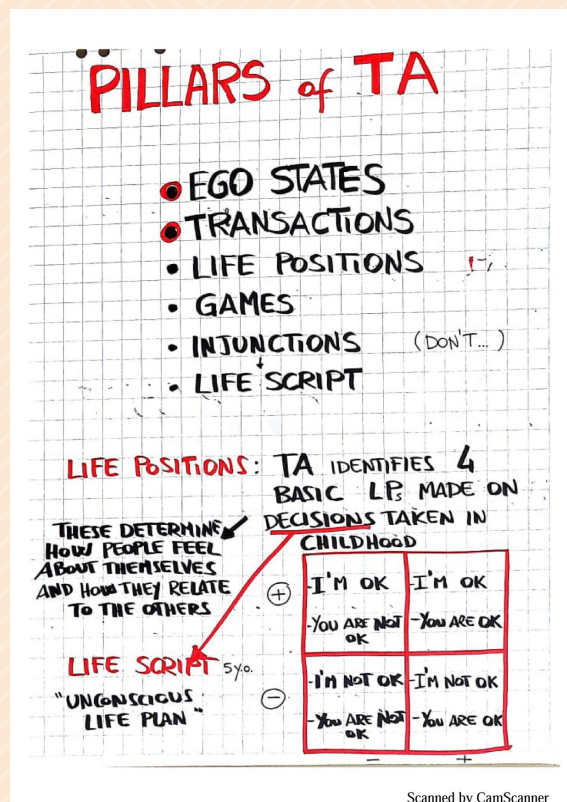 PILLARS of TA
• EGO STATES
• TRANSACTIONS
• LIFE POSITIONS
• GAMES
• INJUNCTIONS (DON'T...)
↓
• LIFE SCRIPT
LIFE POSITIONS: TA IDENTIFIES 4
BASIC LPs MADE ON
DECISIONS TAKEN IN
CHILDHOOD
THESE DETERMINE
HOW PEOPLE FEEL
ABOUT THEMSELVES
AND HOW THEY RELATE
TO THE OTHERS
LIFE SCRIPT 5 y.o.
"UNCONSCIOUS
LIFE PLAN"
+
-I'M OK
-YOU ARE NOT
OK
-I'M OK
-YOU ARE OK
-
-I'M NOT OK
-YOU ARE NOT
OK
-I'M NOT OK
-YOU ARE OK
- +
Scanned by CamScanner